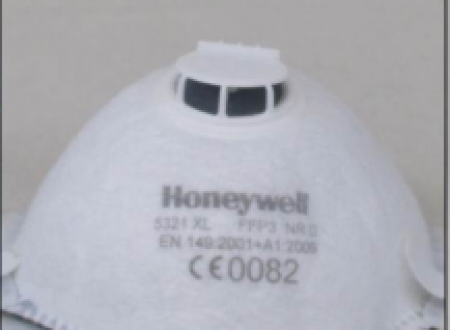 Honeywell
5321 XL FFP3 NR D
EN 149:2001+A1:2009
CE0082